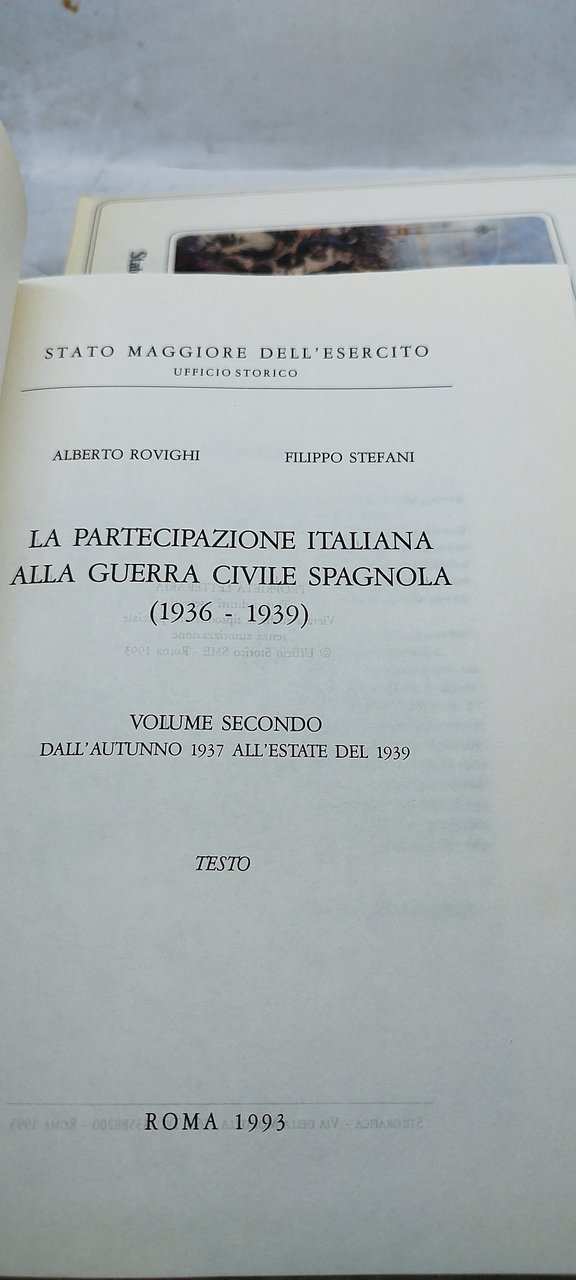 STATO MAGGIORE DELL'ESERCITO
UFFICIO STORICO
ALBERTO ROVIGHI FILIPPO STEFANI
LA PARTECIPAZIONE ITALIANA
ALLA GUERRA CIVILE SPAGNOLA
(1936 - 1939)
VOLUME SECONDO
DALL'AUTUNNO 1937 ALL'ESTATE DEL 1939
TESTO
ROMA 1993